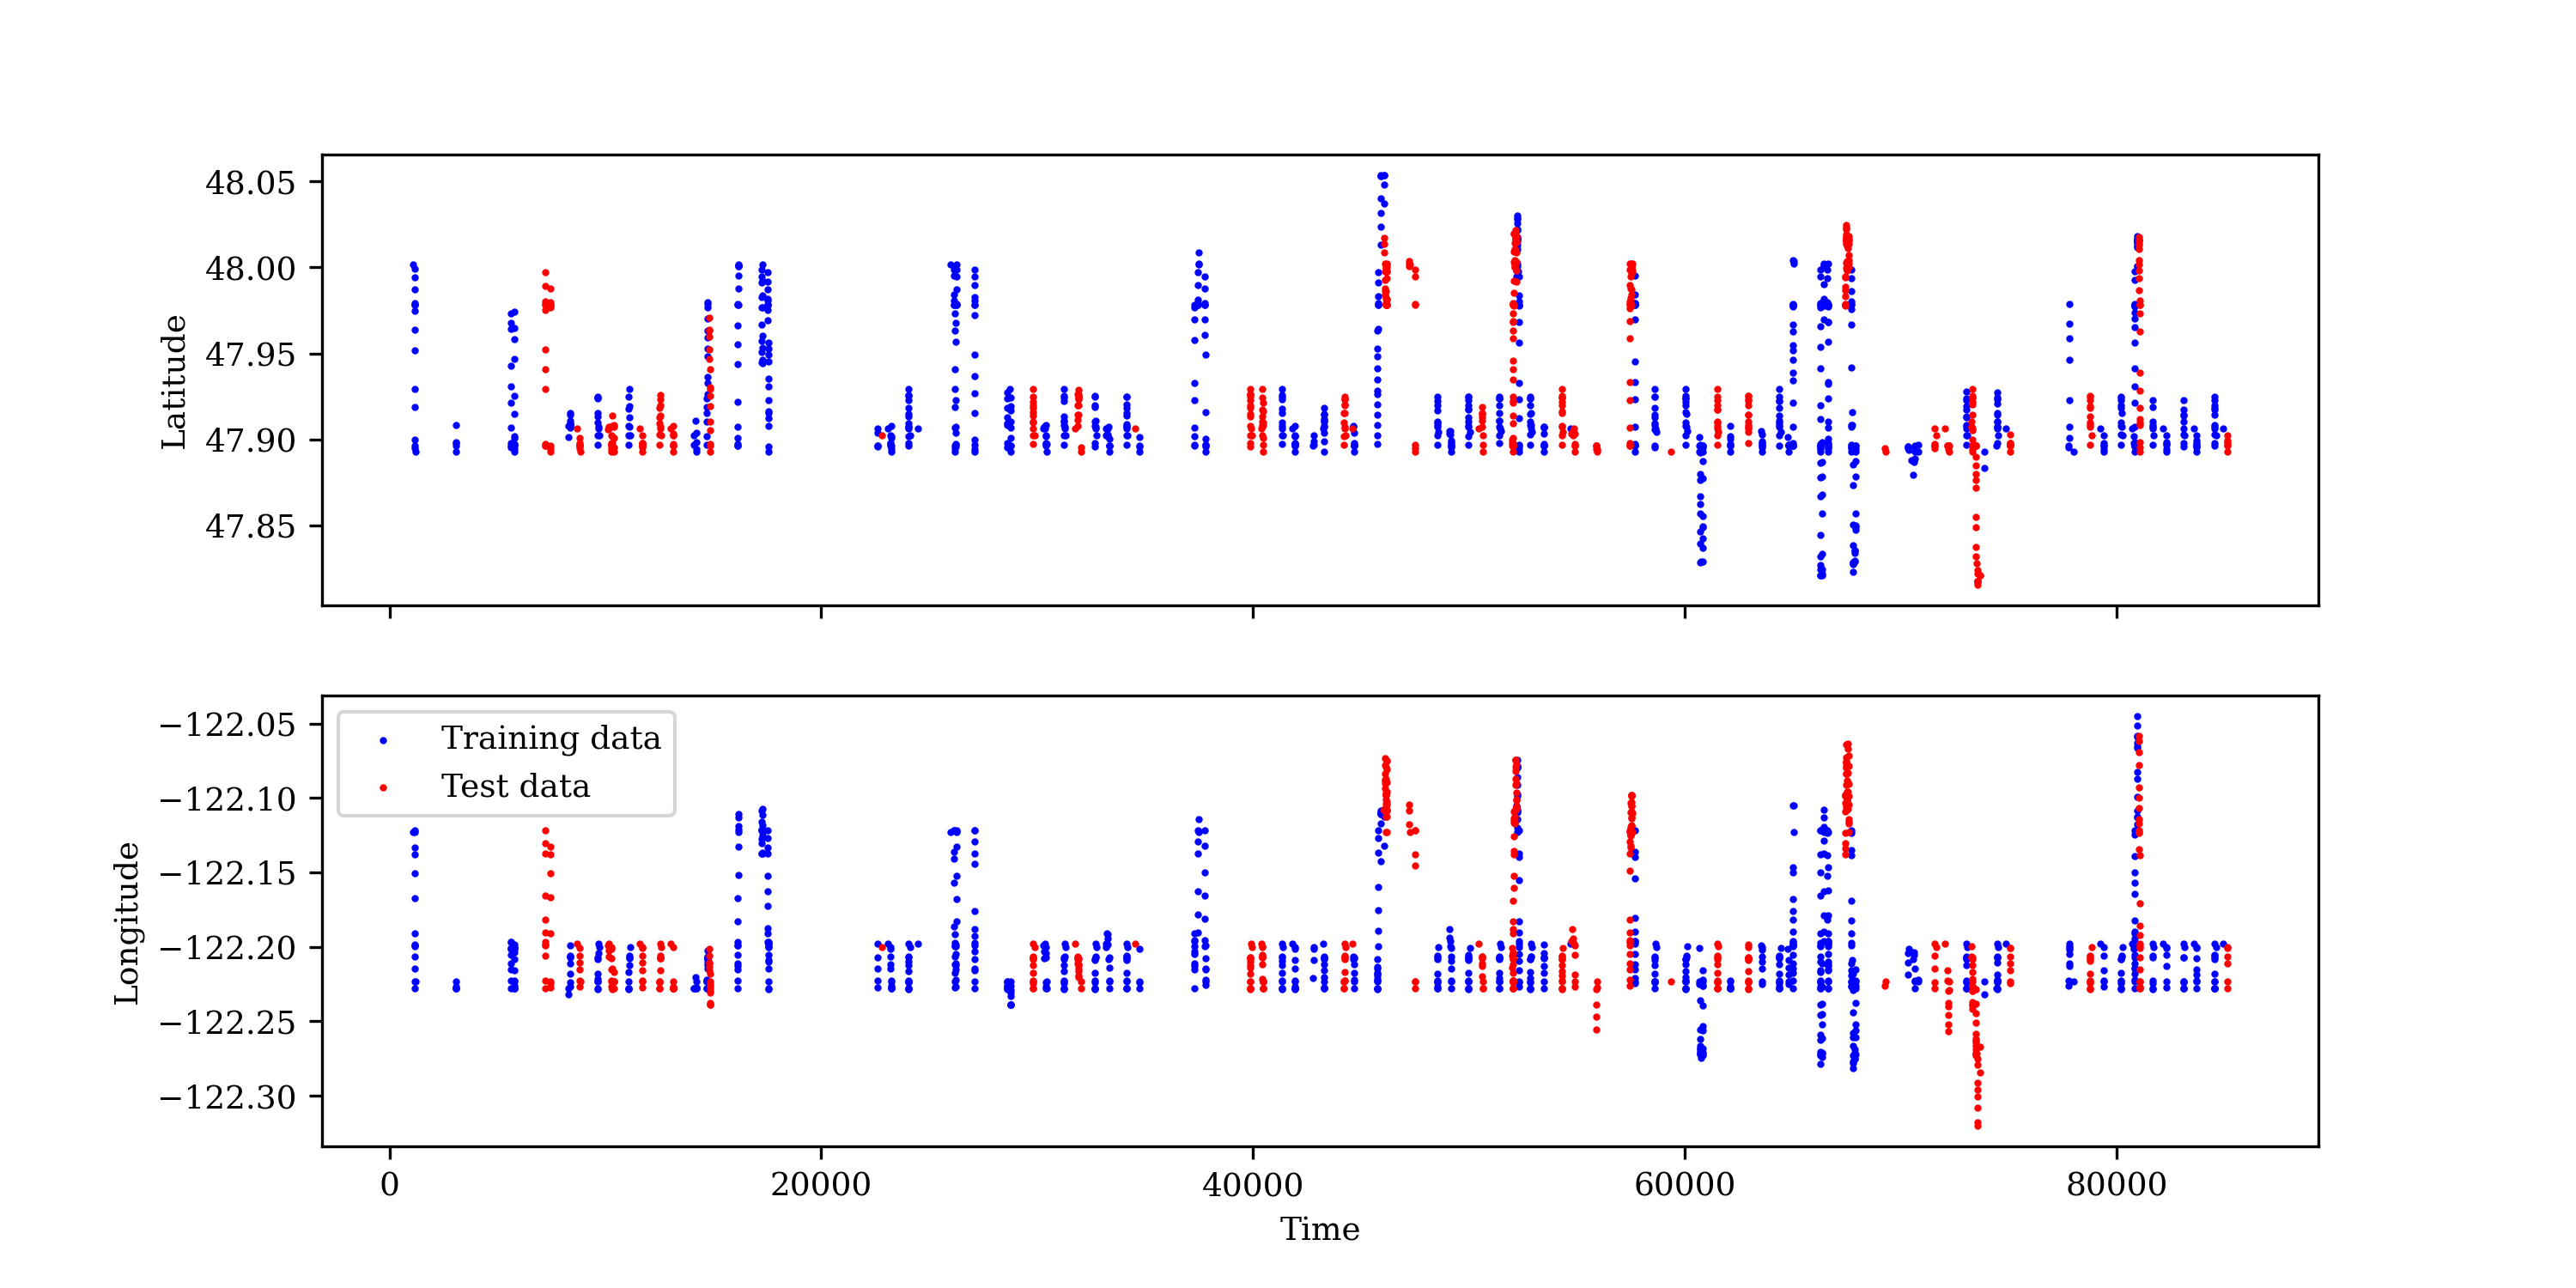 48.05
48.00
47.95
47.90
47.85
Latitude
−122.05
−122.10
−122.15
−122.20
−122.25
−122.30
Longitude
Training data
Test data
0 20000 40000 60000 80000
Time